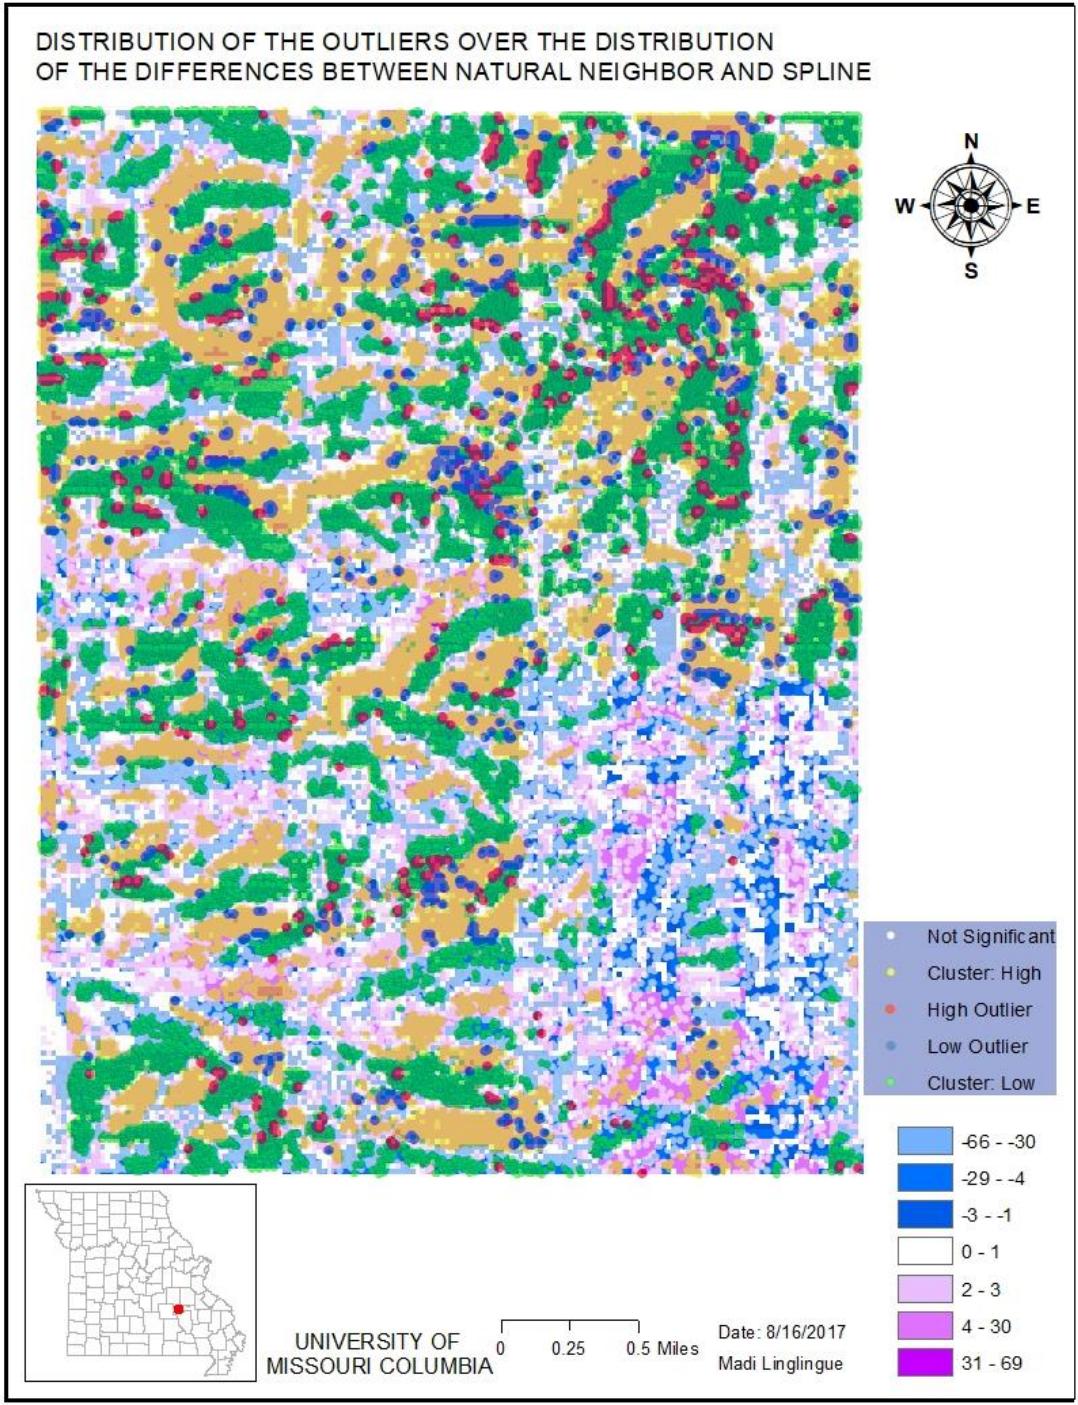 DISTRIBUTION OF THE OUTLIERS OVER THE DISTRIBUTION
OF THE DIFFERENCES BETWEEN NATURAL NEIGHBOR AND SPLINE
N
W E
S
Not Significant
Cluster: High
High Outlier
Low Outlier
Cluster: Low
-66 - -30
-29 - -4
-3 - -1
0 - 1
2 - 3
4 - 30
31 - 69
UNIVERSITY OF
MISSOURI COLUMBIA
0 0.25 0.5 Miles
Date: 8/16/2017
Madi Linglingue